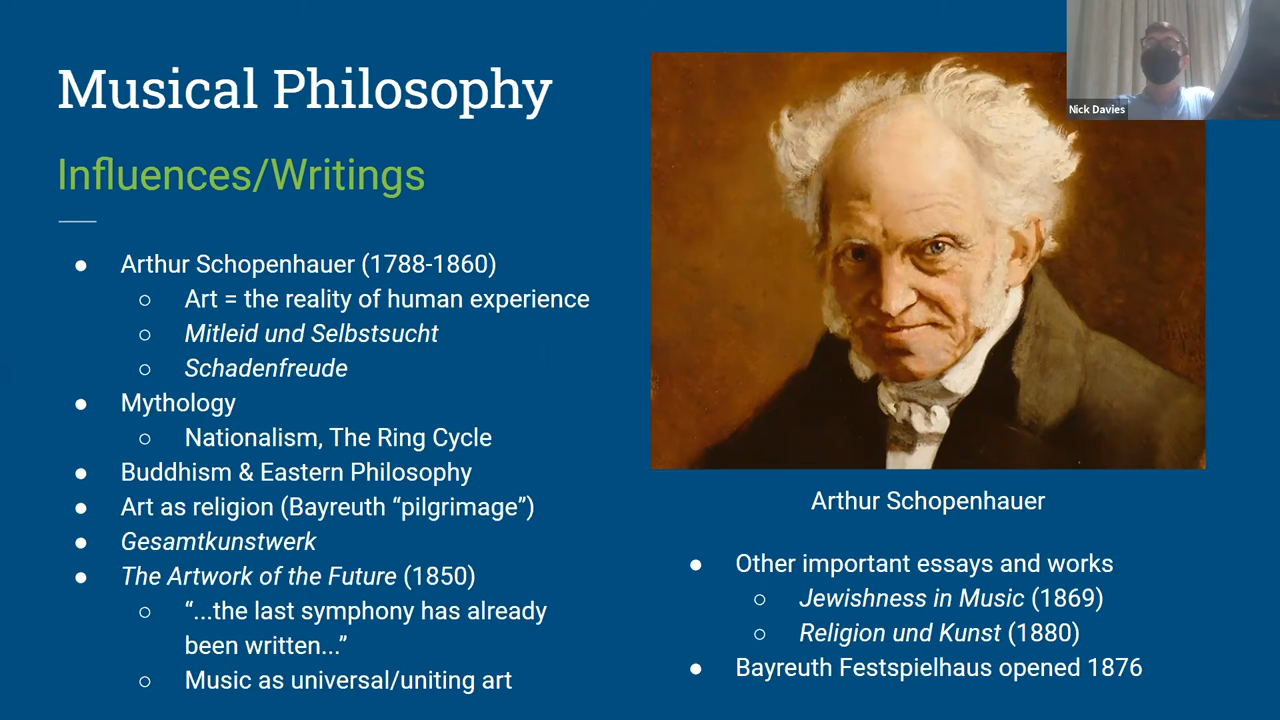 Musical Philosophy
Influences/Writings
● Arthur Schopenhauer (1788-1860)
○ Art = the reality of human experience
○ Mitleid und Selbstsucht
○ Schadenfreude
● Mythology
○ Nationalism, The Ring Cycle
● Buddhism & Eastern Philosophy
● Art as religion (Bayreuth “pilgrimage”)
● Gesamtkunstwerk
● The Artwork of the Future (1850)
○ “...the last symphony has already
been written...”
○ Music as universal/uniting art
Nick Davies
Arthur Schopenhauer
● Other important essays and works
○ Jewishness in Music (1869)
○ Religion und Kunst (1880)
● Bayreuth Festspielhaus opened 1876